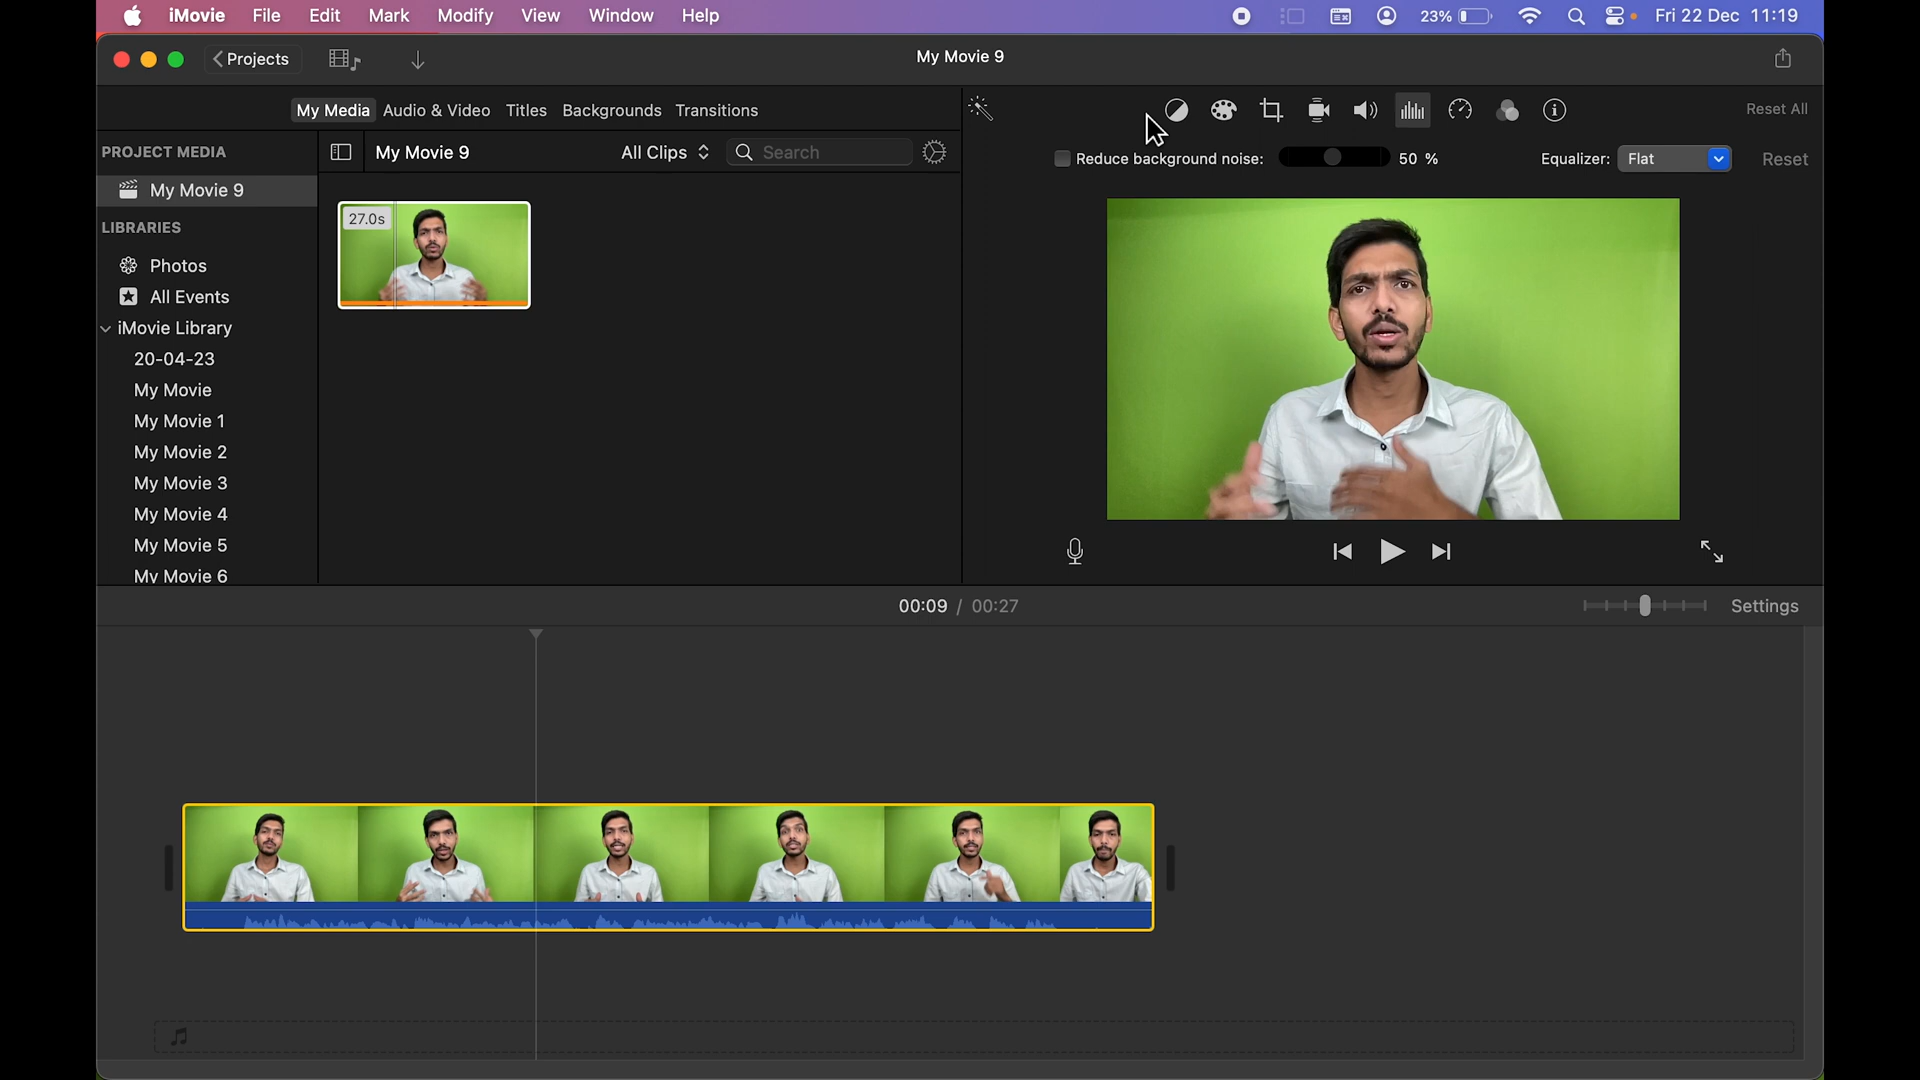 iMovie File Edit Mark Modify View Window Help 23% Fri 22 Dec 11:19
Projects My Movie 9
My Media Audio & Video Titles Backgrounds Transitions Reset All
PROJECT MEDIA My Movie 9 All Clips Search Reduce background noise: 50 % Equalizer: Flat Reset
My Movie 9
27.0s
LIBRARIES
Photos
All Events
iMovie Library
20-04-23
My Movie
My Movie 1
My Movie 2
My Movie 3
My Movie 4
My Movie 5
My Movie 6
00:09 / 00:27 Settings